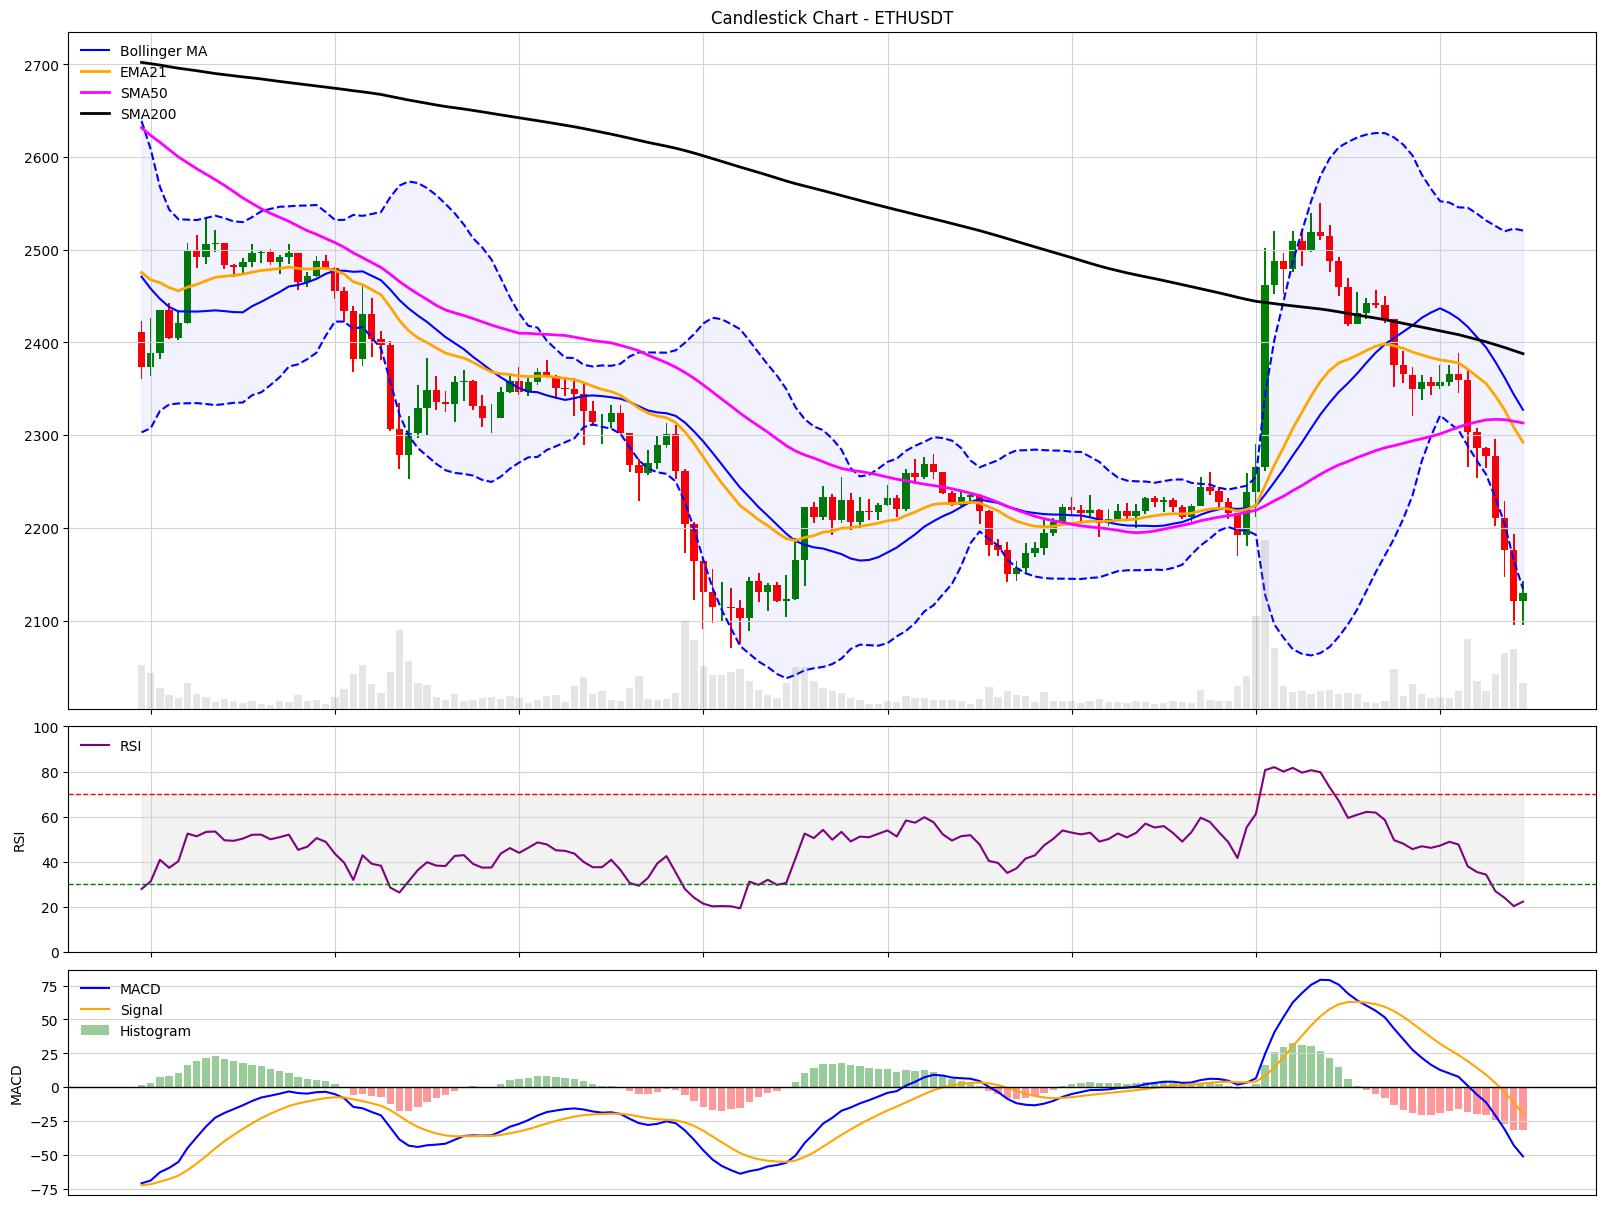 Candlestick Chart - ETHUSDT
Bollinger MA
EMA21
SMA50
SMA200
2700
2600
2500
2400
2300
2200
2100
RSI
100
80
60
40
20
0
RSI
MACD
Signal
Histogram
75
50
25
0
−25
−50
−75
MACD